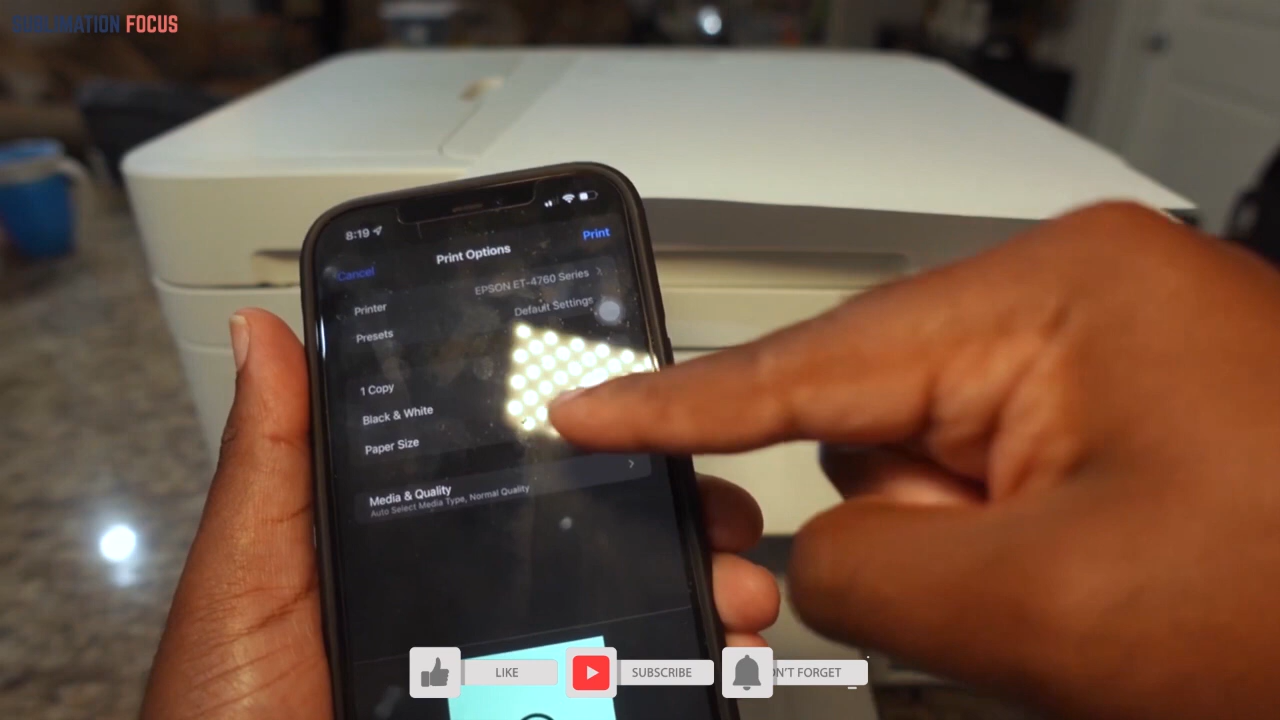 SUBLIMATION FOCUS
8:19
Print
Print Options
Cancel
Printer
EPSON ET-4760 Series
Presets
Default Settings
1 Copy
Black & White
Paper Size
Media & Quality
Auto Select Media Type, Normal Quality
LIKE
SUBSCRIBE
ON'T FORGET